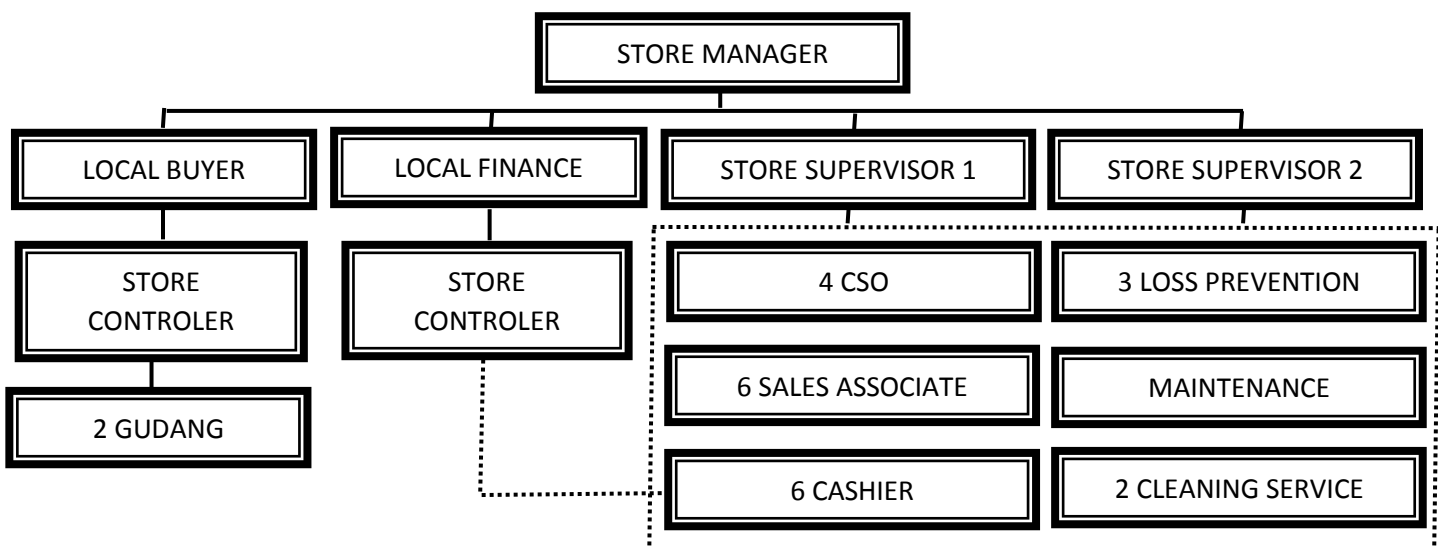 STORE MANAGER
LOCAL BUYER
LOCAL FINANCE
STORE SUPERVISOR 1
STORE SUPERVISOR 2
STORE
CONTROLER
STORE
CONTROLER
4 CSO
3 LOSS PREVENTION
6 SALES ASSOCIATE
MAINTENANCE
2 GUDANG
6 CASHIER
2 CLEANING SERVICE